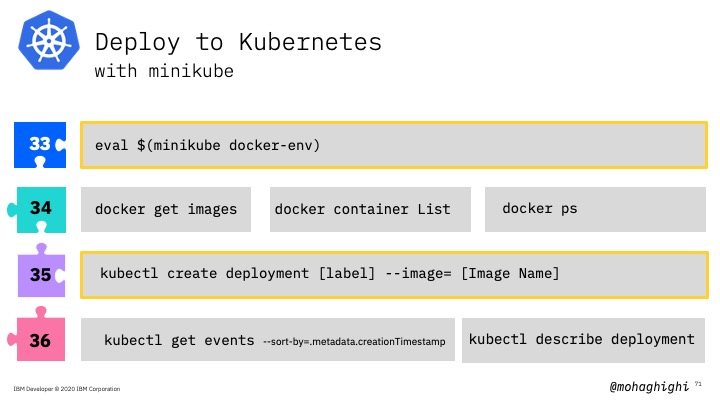 Deploy to Kubernetes
with minikube
33
eval $(minikube docker-env)
34
docker get images
docker container List
docker ps
35
kubectl create deployment [label] --image= [Image Name]
36
kubectl get events --sort-by=.metadata.creationTimestamp
kubectl describe deployment
IBM Developer © 2020 IBM Corporation
@mohaghighi 71